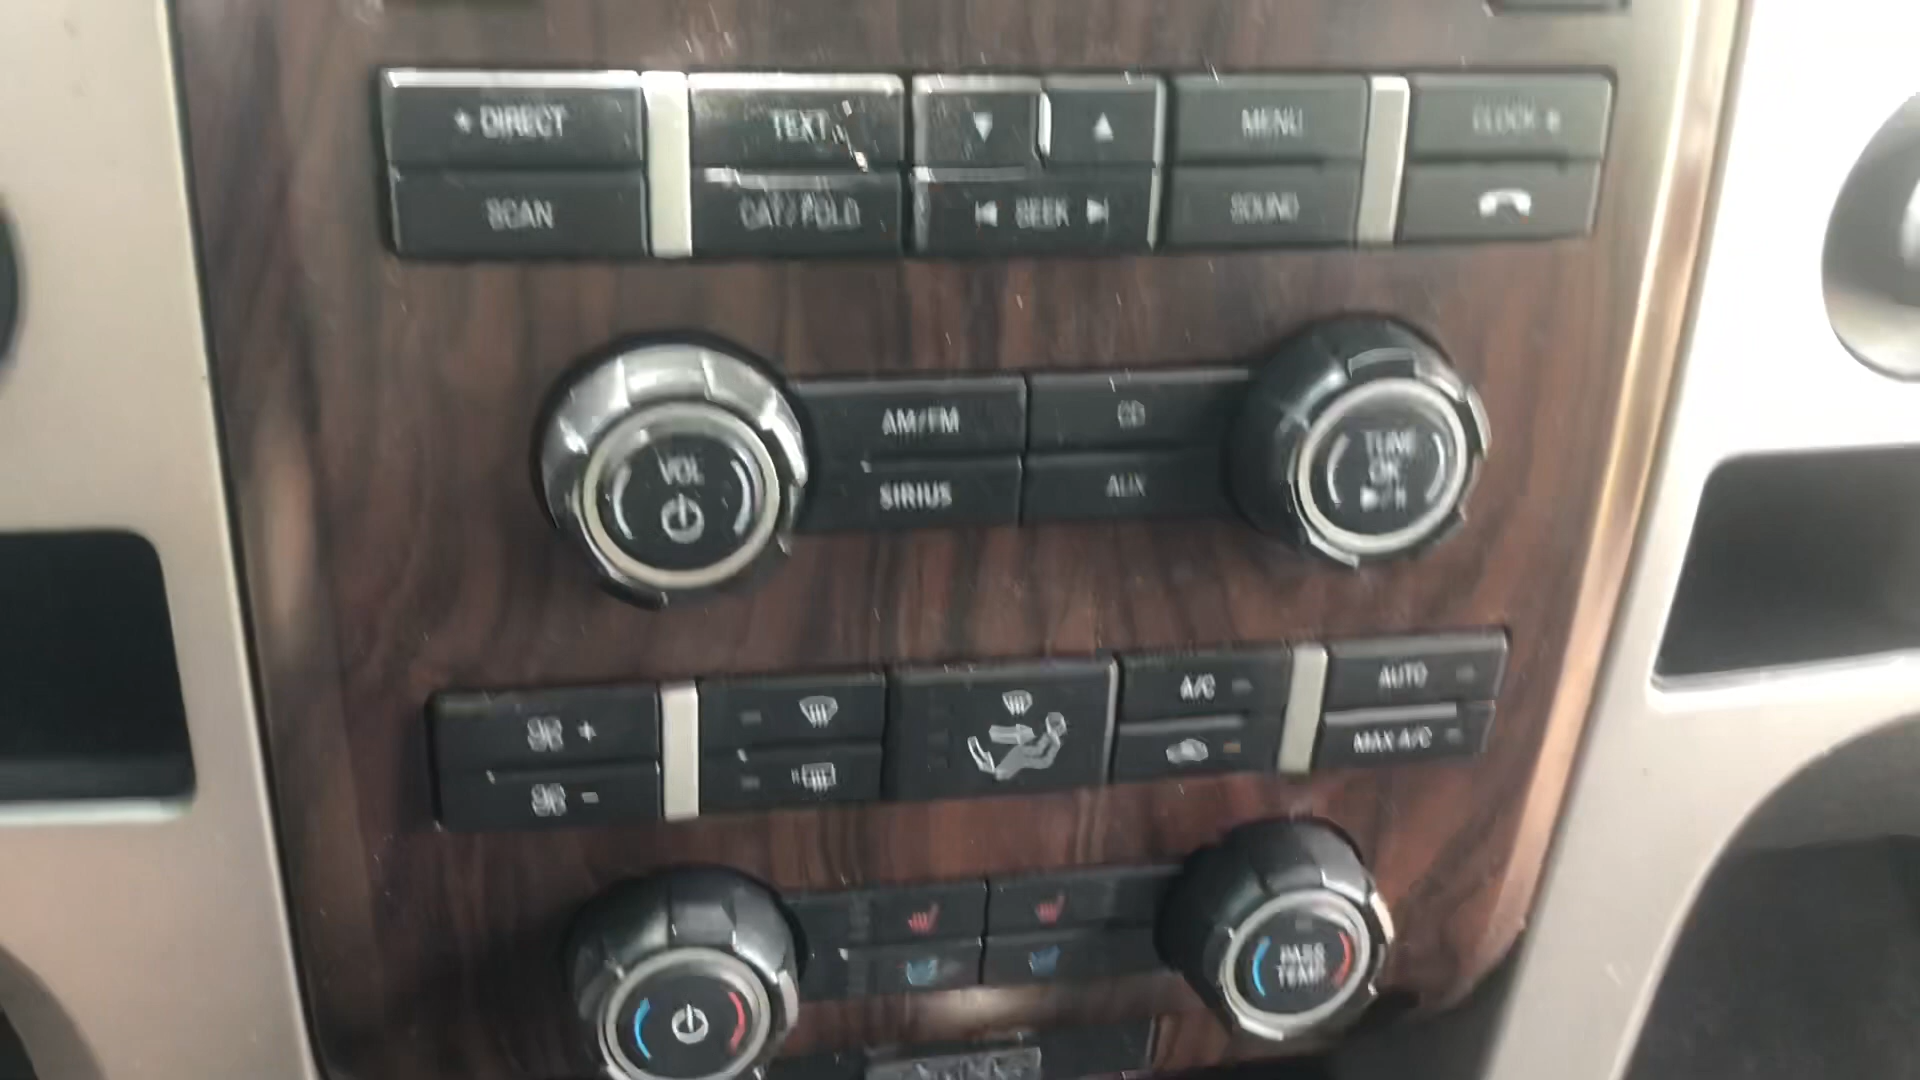 DIRECT
TEXT
MENU
CLOCK
SCAN
CAT/FOLD
SEEK
SOUND
VOL
AM/FM
CD
TUNE
OK
SIRIUS
AUX
A/C
AUTO
MAX A/C
PASS
TEMP